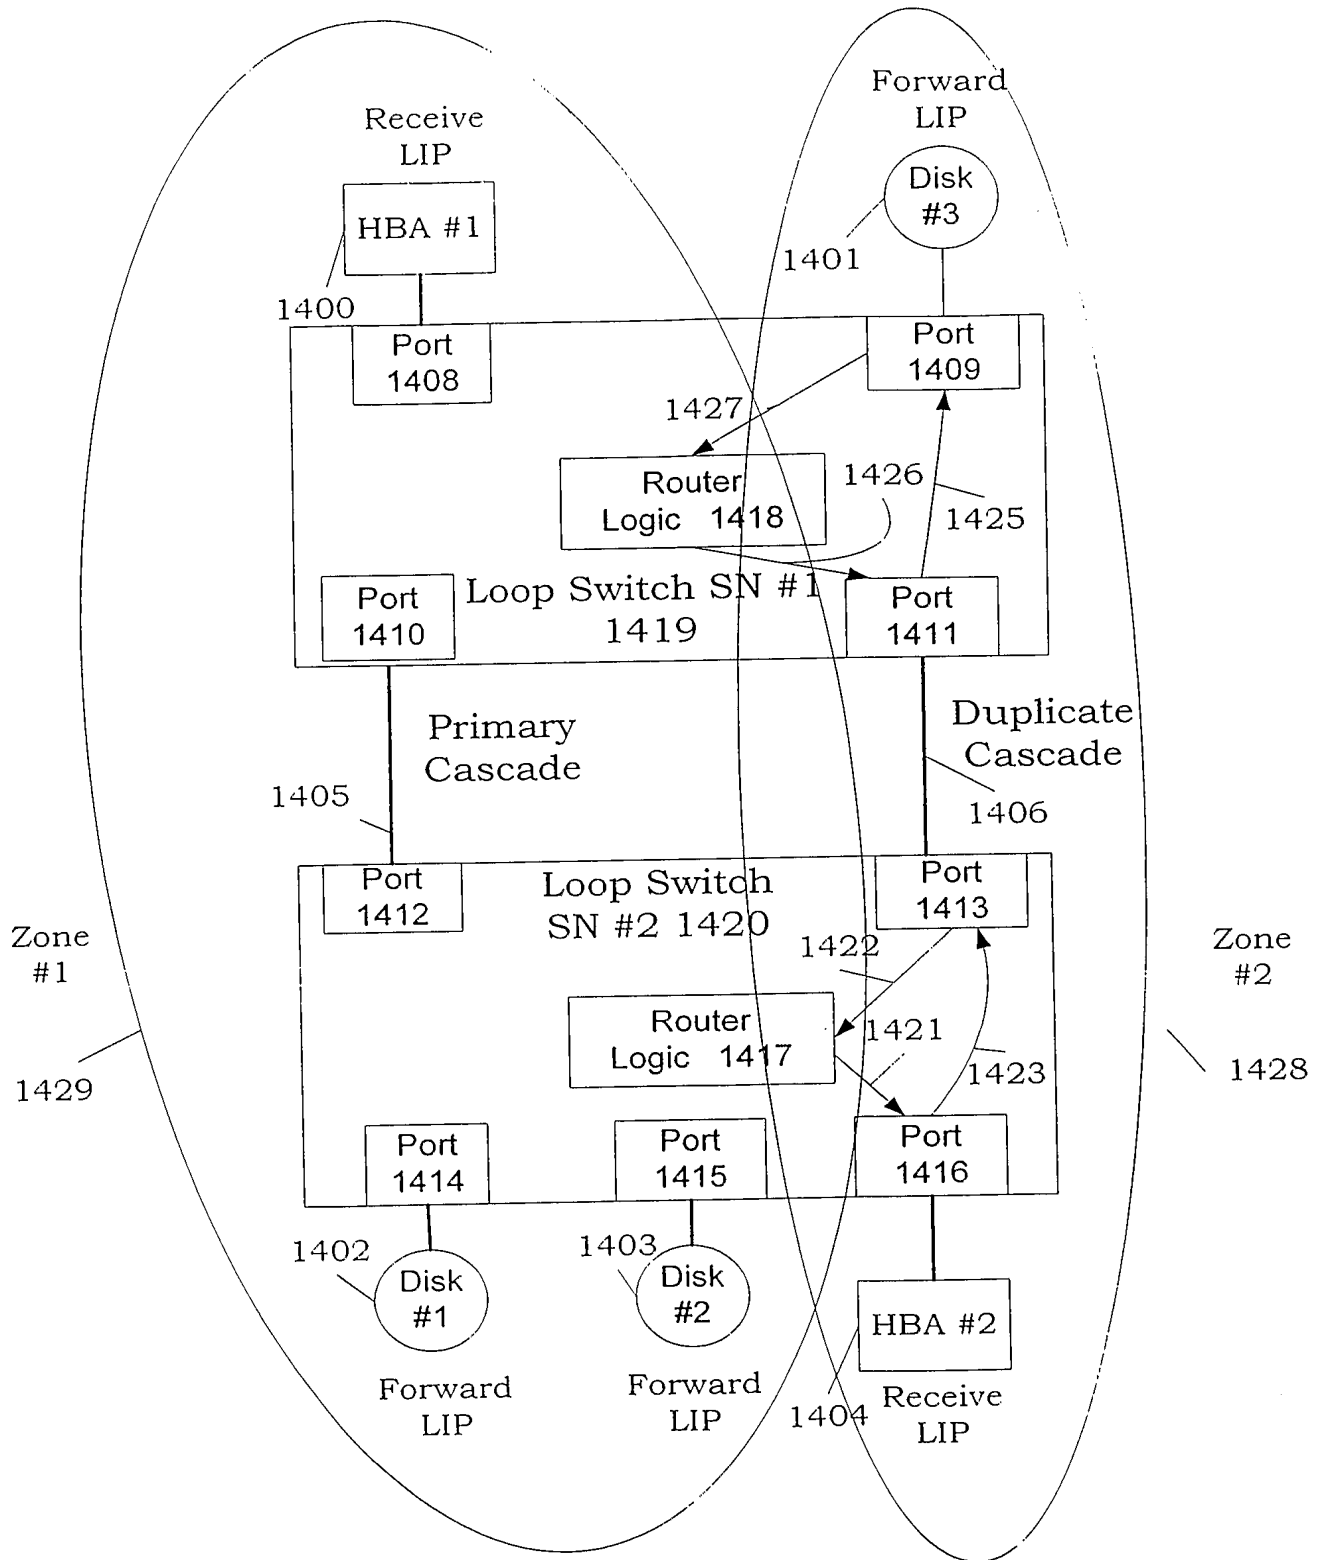 Forward
LIP
Receive
LIP
Disk
#3
HBA #1
1401
1400
Port
1408
Port
1409
1427
1426
Router
Logic 1418
1425
Loop Switch SN #1
1419
Port
1410
Port
1411
Primary
Cascade
Duplicate
Cascade
1405
1406
Port
1412
Loop Switch
SN #2 1420
Port
1413
Zone
#1
Zone
#2
1422
Router
Logic 1417
1421
1423
1429
1428
Port
1414
Port
1415
Port
1416
1402
1403
Disk
#1
Disk
#2
HBA #2
Forward
LIP
Forward
LIP
1404
Receive
LIP